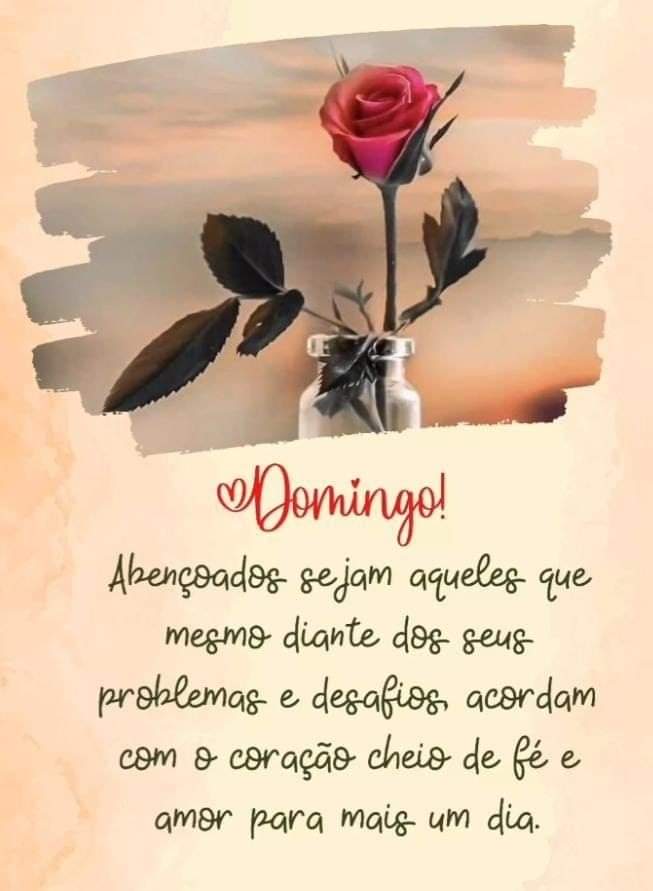 Domingo!
Abençoados sejam aqueles que
mesmo diante dos seus
problemas e desafios, acordam
com o coração cheio de fé e
amor para mais um dia.